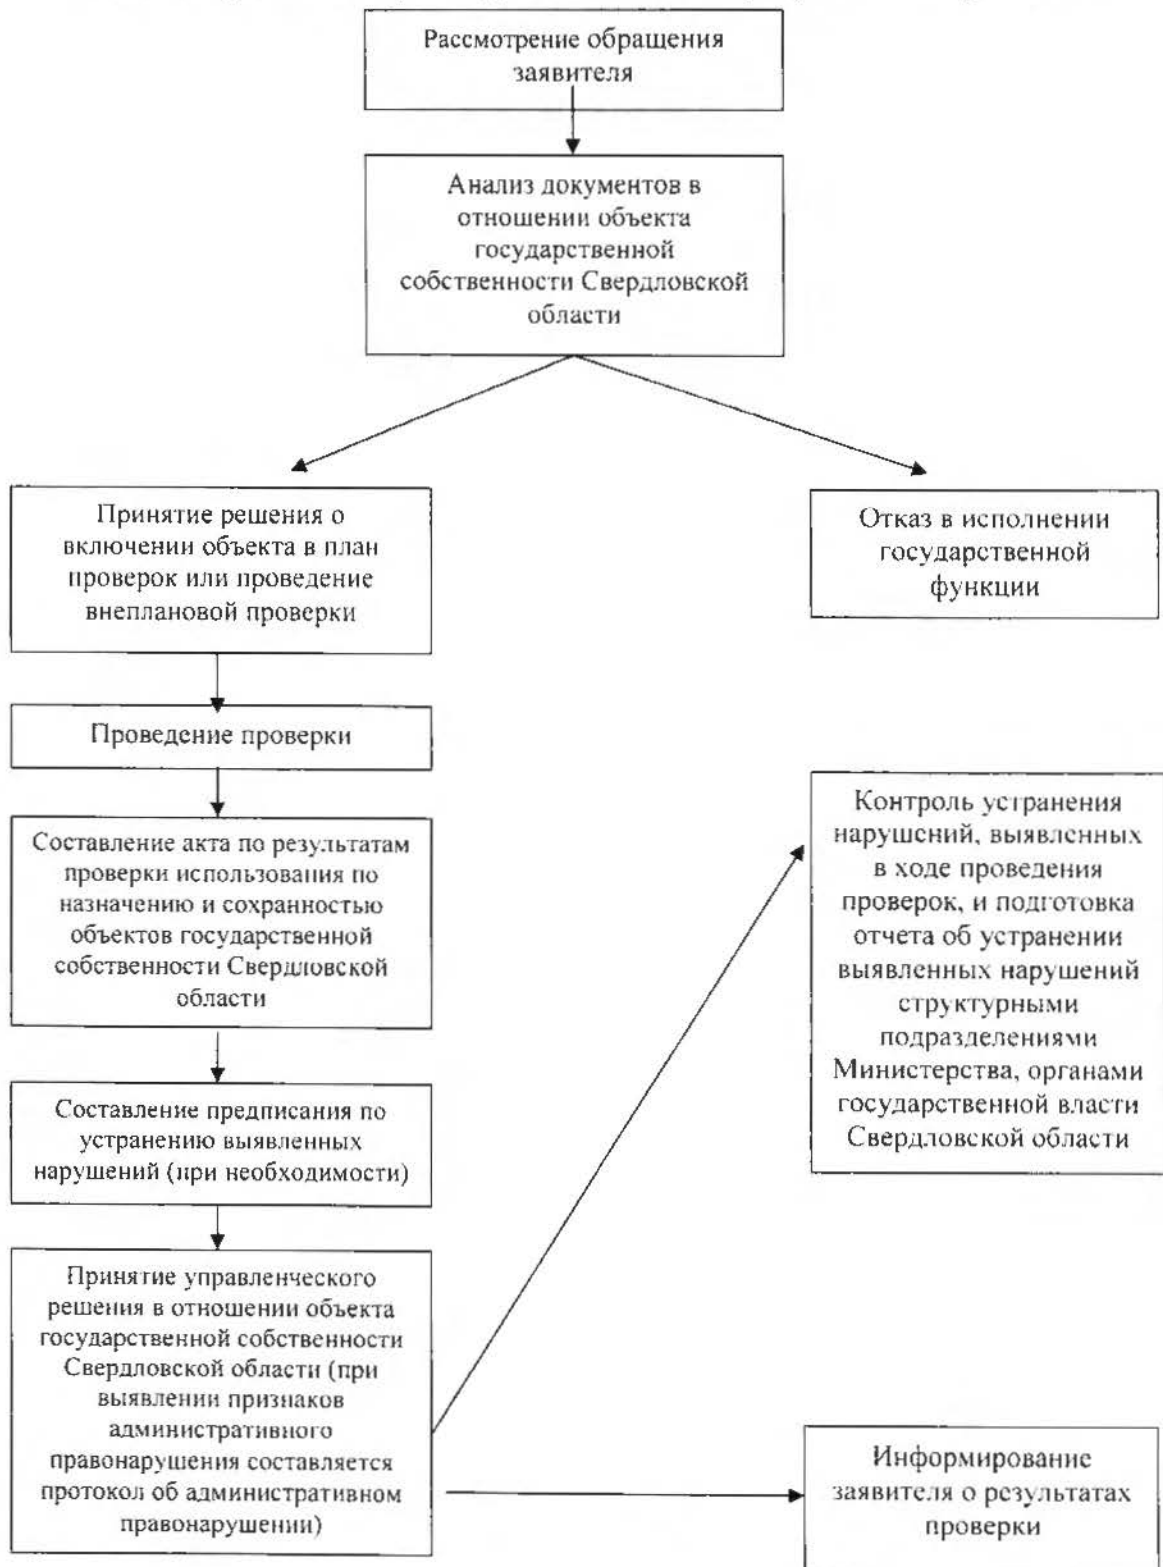 Рассмотрение обращения
заявителя
Анализ документов в
отношении объекта
государственной
собственности Свердловской
области
Принятие решения о
включении объекта в план
проверок или проведение
внеплановой проверки
Отказ в исполнении
государственной
функции
Проведение проверки
Составление акта по результатам
проверки использования по
назначению и сохранностью
объектов государственной
собственности Свердловской
области
Контроль устранения
нарушений, выявленных
в ходе проведения
проверок, и подготовка
отчета об устранении
выявленных нарушений
структурными
подразделениями
Министерства, органами
государственной власти
Свердловской области
Составление предписания по
устранению выявленных
нарушений (при необходимости)
Принятие управленческого
решения в отношении объекта
государственной собственности
Свердловской области (при
выявлении признаков
административного
правонарушения составляется
протокол об административном
правонарушении)
Информирование
заявителя о результатах
проверки